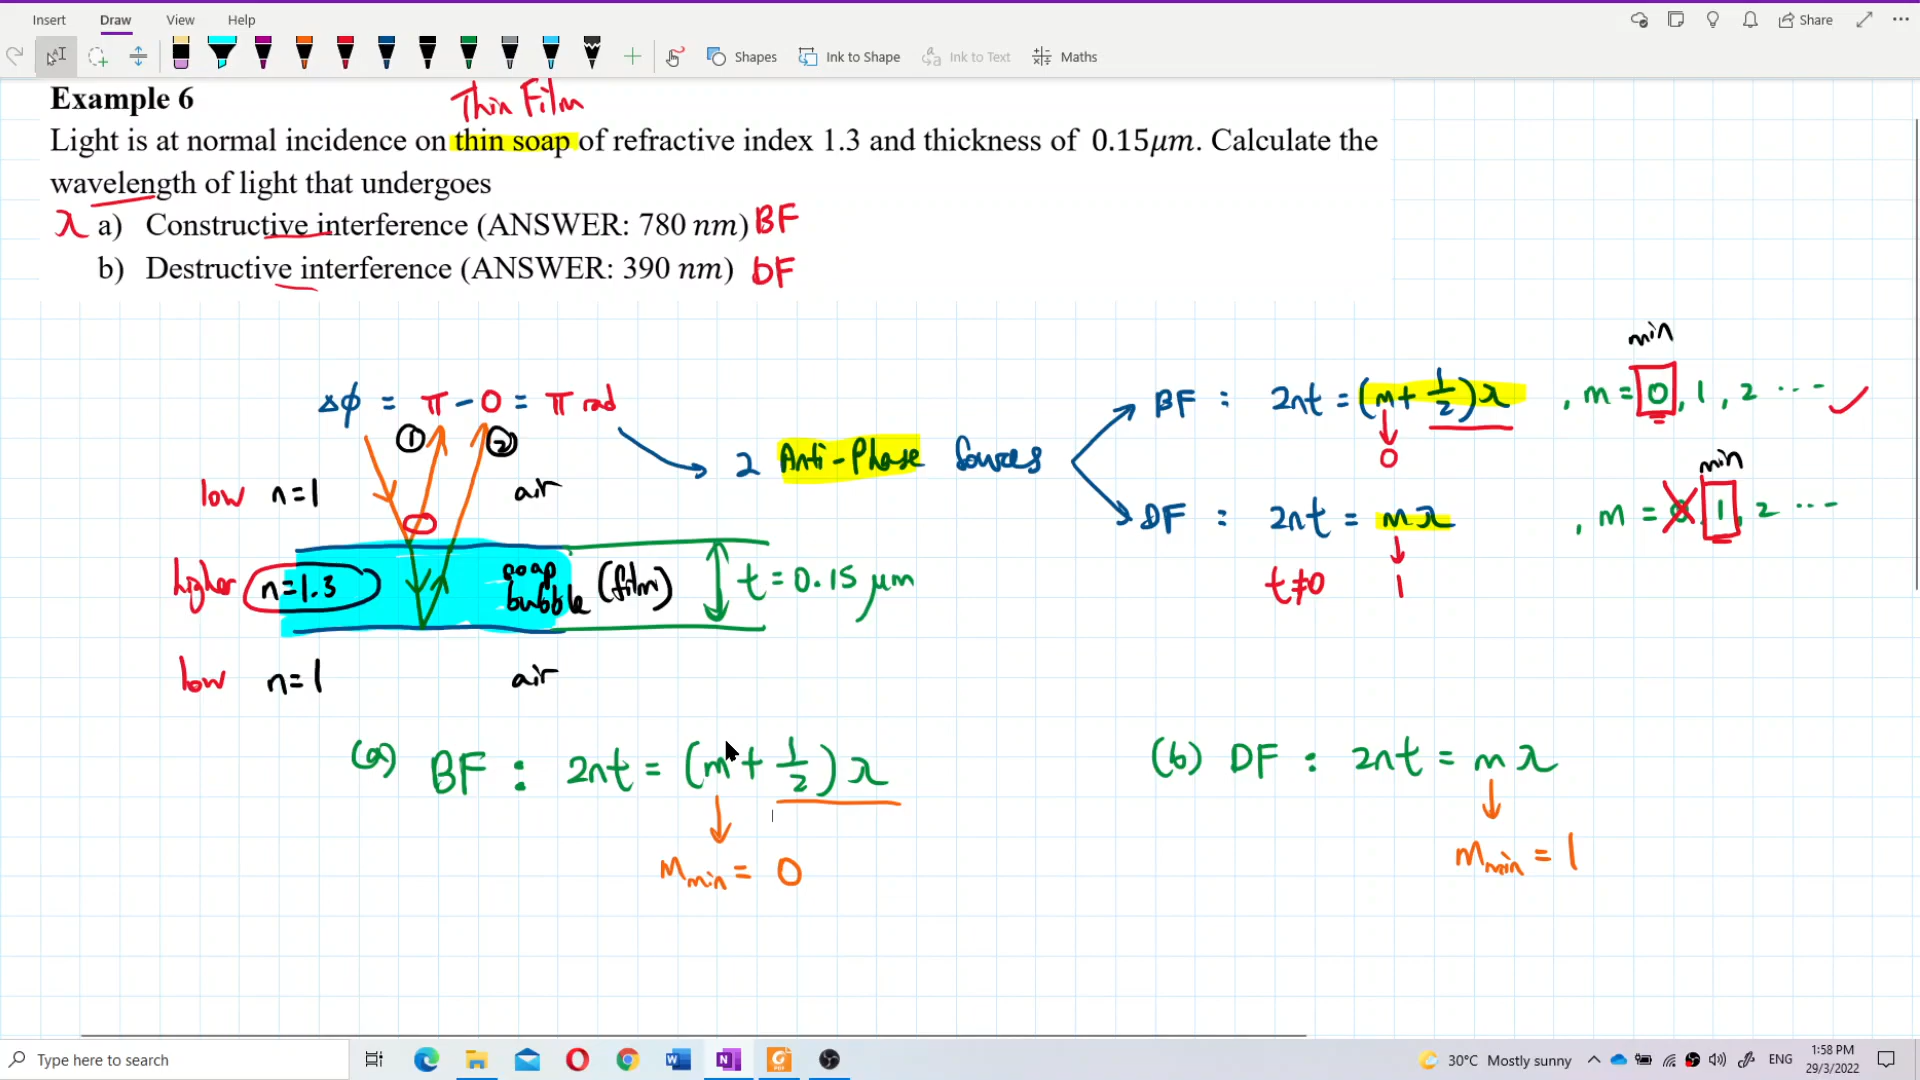 Insert Draw View Help
Share
Shapes Ink to Shape Ink to Text Maths
Example 6
Thin Film
Light is at normal incidence on thin soap of refractive index 1.3 and thickness of 0.15μm. Calculate the
wavelength of light that undergoes
λ a) Constructive interference (ANSWER: 780 nm) BF
b) Destructive interference (ANSWER: 390 nm) DF
min
Δφ = π - 0 = π rad
① ②
2 Anti-Phase Sources
BF : 2nt = (m + 1/2)λ , m = 0, 1, 2 ----
0
min
low n=1 air
DF : 2nt = mλ , m = 0, 1, 2 ---
t≠0 1
higher n=1.3 soap bubble (film) t = 0.15 μm
low n=1 air
(a) BF : 2nt = (m + 1/2)λ
m min = 0
(b) DF : 2nt = mλ
m min = 1
Type here to search
30°C Mostly sunny
ENG
1:58 PM
29/3/2022